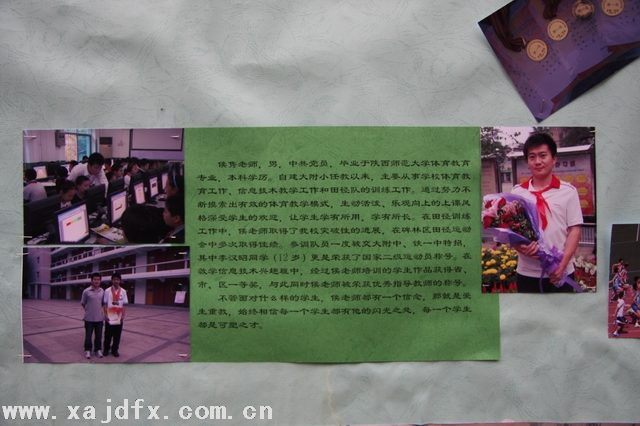 侯隽老师，男，中共党员，毕业于陕西师范大学体育教育
专业，本科学历。自建大附小任教以来，主要从事学校体育教
育工作，信息技术教学工作和田径队的训练工作。通过努力不
断探索出有效的体育教学模式，生动活泼、乐观向上的上课风
格深受学生的欢迎，让学生学有所用，学有所长。在田径训练
工作中，侯老师取得了我校突破性的进展，在碑林区田径运动
会中多次取得佳绩。参训队员一度被交大附中、铁一中特招，
其中李汉昭同学（12岁）更是荣获了国家二级运动员称号。在
教学信息技术兴趣班中，经过侯老师培训的学生作品获得省、
市、区一等奖，与此同时侯老师被荣获优秀指导教师的称号。
不管面对什么样的学生，侯老师都有一个信念，那就是爱
生重教，始终相信每一个学生都有他的闪光之处，每一个学生
都是可塑之才。
www.xajdfx.com.cn